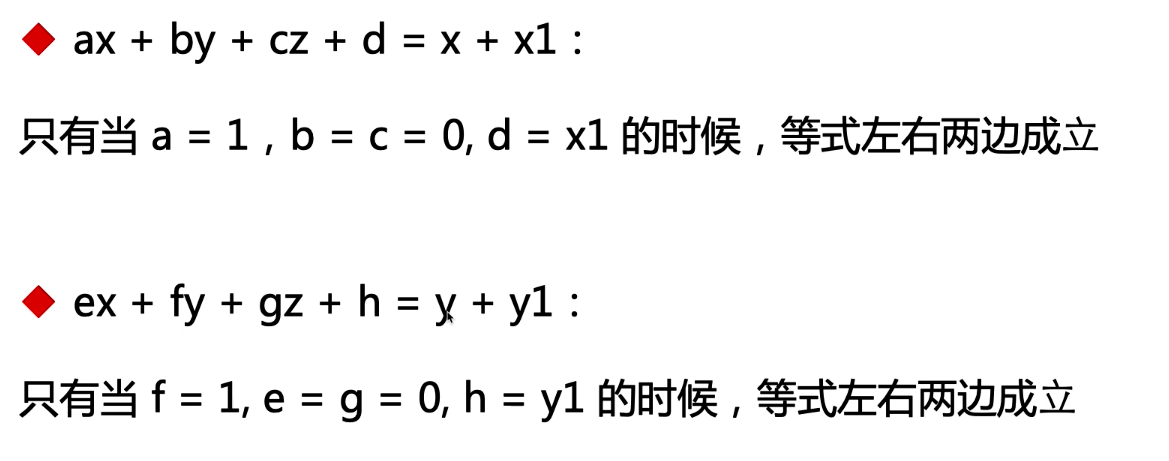 ax + by + cz + d = x + x1：
只有当 a = 1，b = c = 0, d = x1 的时候，等式左右两边成立
ex + fy + gz + h = y + y1：
只有当 f = 1, e = g = 0, h = y1 的时候，等式左右两边成立